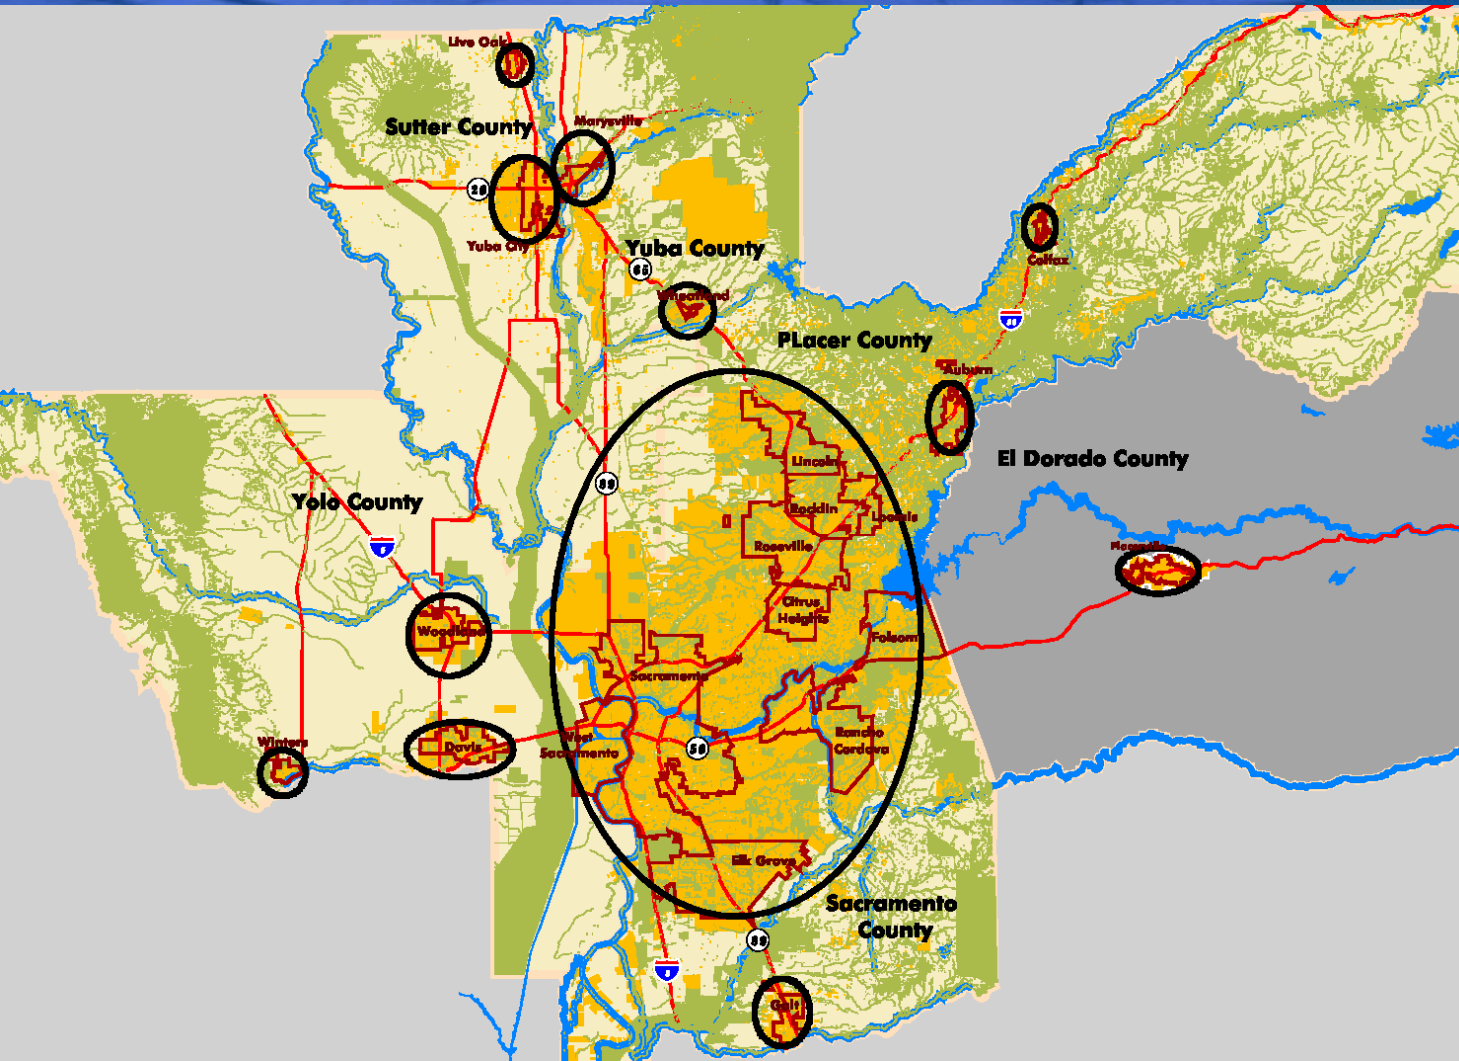 Live Oak
Marysville
Sutter County
20
Yuba City
Yuba County
65
Wheatland
Colfax
80
PLacer County
Auburn
El Dorado County
Lincoln
99
Yolo County
Rocklin
Loomis
5
Roseville
Citrus
Heights
Woodland
Folsom
Sacramento
Winters
Davis
West
Sacramento
50
Rancho
Cordova
Elk Grove
Sacramento
County
99
5
Galt